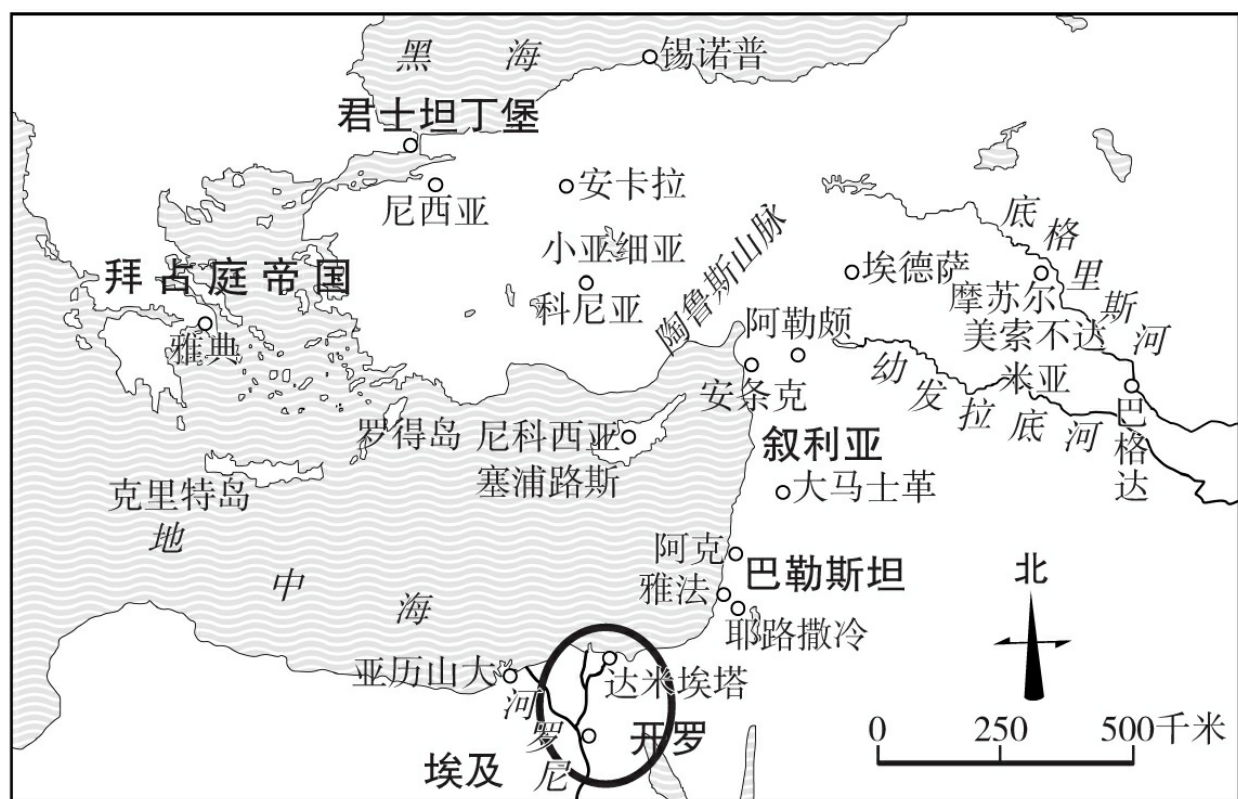 黑海
锡诺普
君士坦丁堡
尼西亚
安卡拉
小亚细亚
科尼亚
陶鲁斯山脉
拜占庭帝国
雅典
埃德萨
底格里斯河
摩苏尔
美索不达
米亚
阿勒颇
安条克
幼发拉底河
巴格达
罗得岛
尼科西亚
塞浦路斯
叙利亚
克里特岛
大马士革
地中海
阿克
巴勒斯坦
雅法
耶路撒冷
北
亚历山大
达米埃塔
尼罗河
开罗
埃及
0 250 500千米